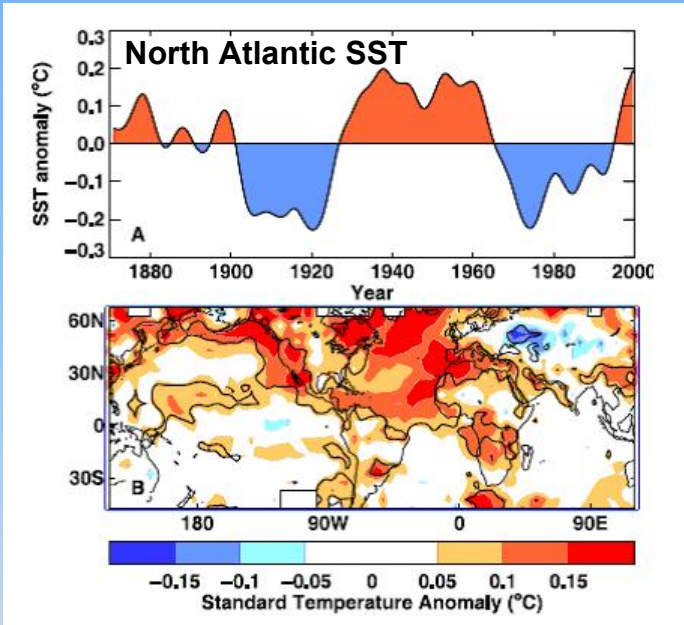 North Atlantic SST
SST anomaly (°C)
0.3
0.2
0.1
0.0
−0.1
−0.2
−0.3
A
1880 1900 1920 1940 1960 1980 2000
Year
60N
30N
0
30S
B
180 90W 0 90E
−0.15 −0.1 −0.05 0 0.05 0.1 0.15
Standard Temperature Anomaly (°C)